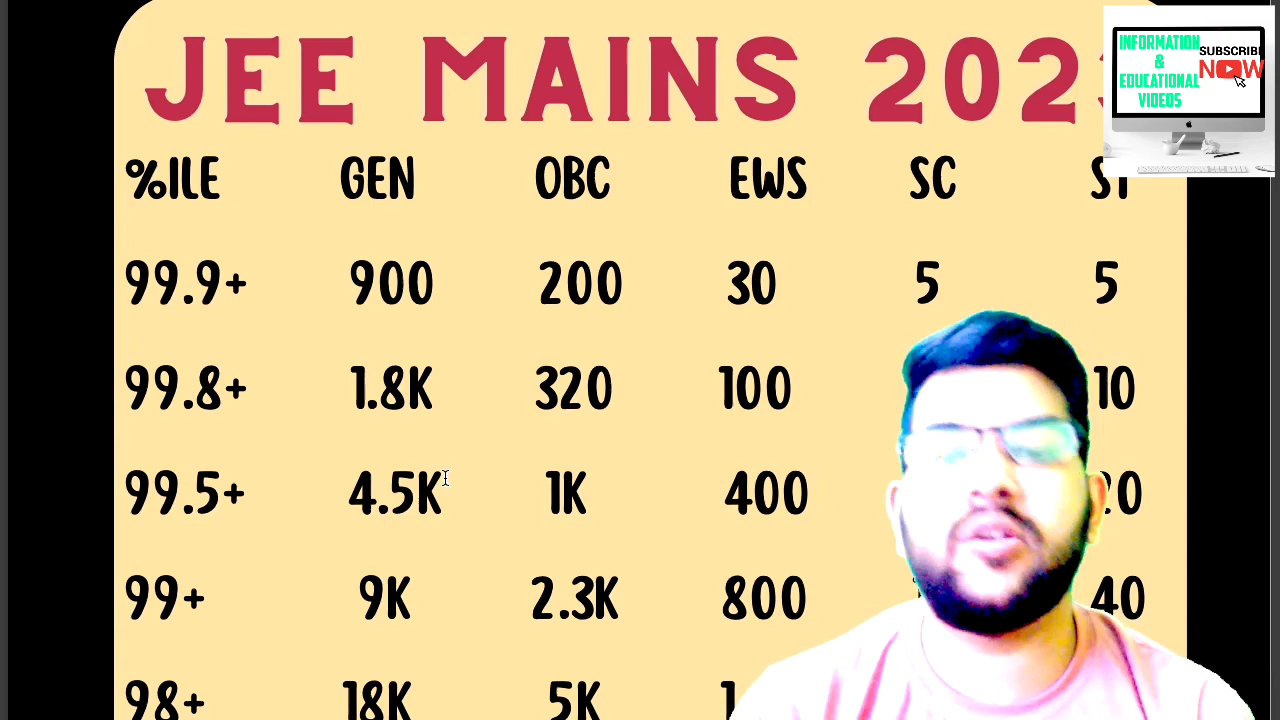 JEE MAINS 202
INFORMATION
&
EDUCATIONAL
VIDEOS
SUBSCRIBE
NOW
%ILE GEN OBC EWS SC ST
99.9+ 900 200 30 5 5
99.8+ 1.8K 320 100 10
99.5+ 4.5K 1K 400 20
99+ 9K 2.3K 800 40
98+ 18K 5K 1